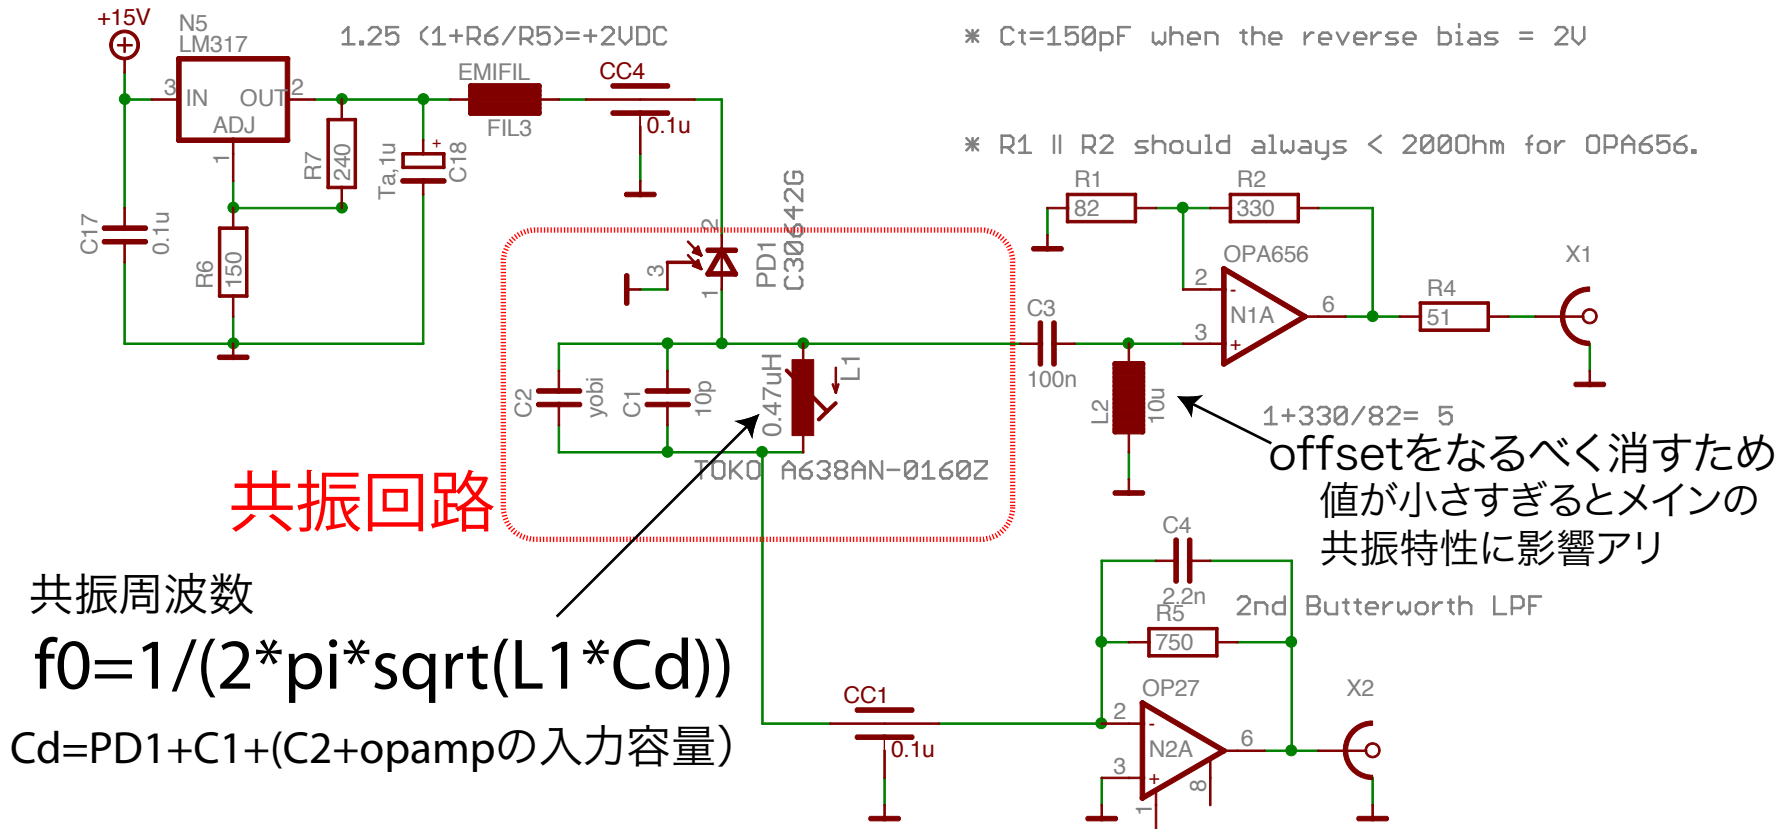 +15V
N5
LM317
1.25 (1+R6/R5)=+2VDC
* Ct=150pF when the reverse bias = 2V
EMIFIL
CC4
3
IN
OUT
2
ADJ
1
FIL3
0.1u
* R1 || R2 should always < 200Ohm for OPA656.
R7
240
Ta,1u
+
C18
C17
0.1u
R6
150
2
PD1
C30642G
3
1
R1
82
R2
330
OPA656
X1
2
-
N1A
6
3
+
R4
51
C3
100n
L2
10u
C2
yobi
C1
10p
0.47uH
L1
TOKO A638AN-0160Z
1+330/82= 5
offsetをなるべく消すため
値が小さすぎるとメインの
共振特性に影響アリ
共振回路
共振周波数
f0=1/(2*pi*sqrt(L1*Cd))
Cd=PD1+C1+(C2+opampの入力容量）
C4
2.2n
R5
750
2nd Butterworth LPF
OP27
X2
CC1
0.1u
2
-
N2A
6
3
+
1
8